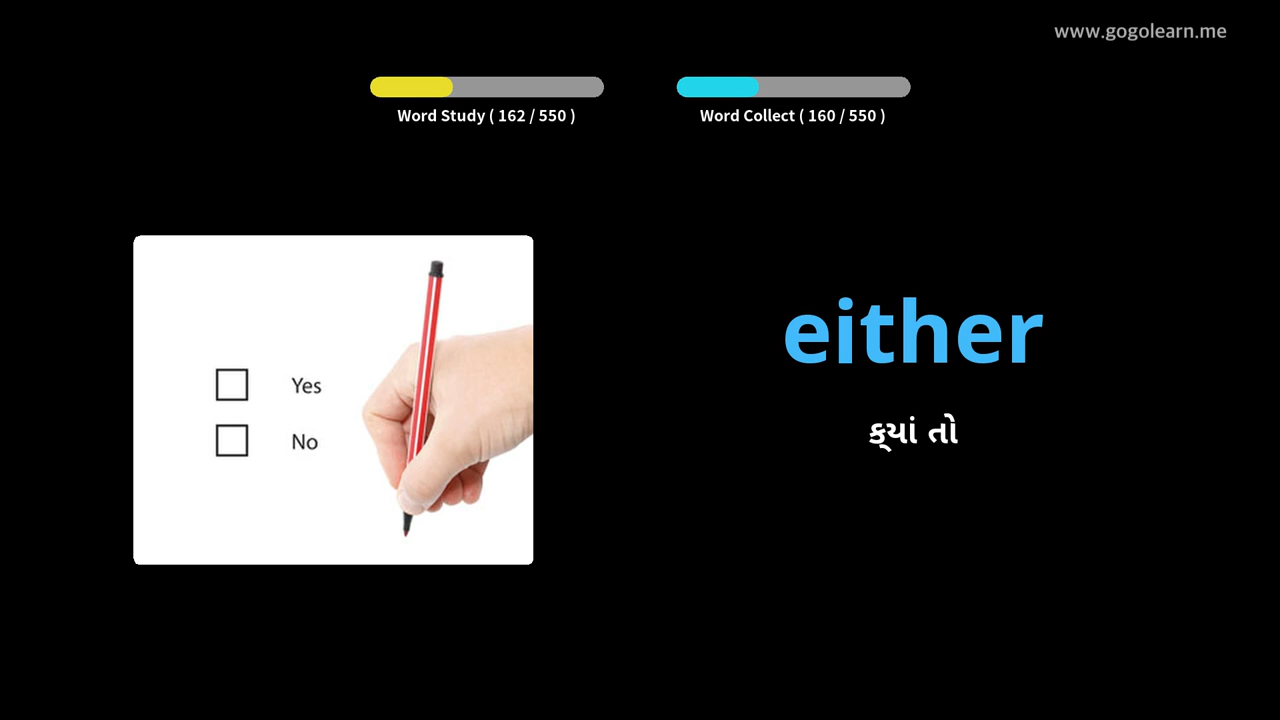 www.gogolearn.me
Word Study ( 162 / 550 )
Word Collect ( 160 / 550 )
Yes
No
either
ક્યાં તો